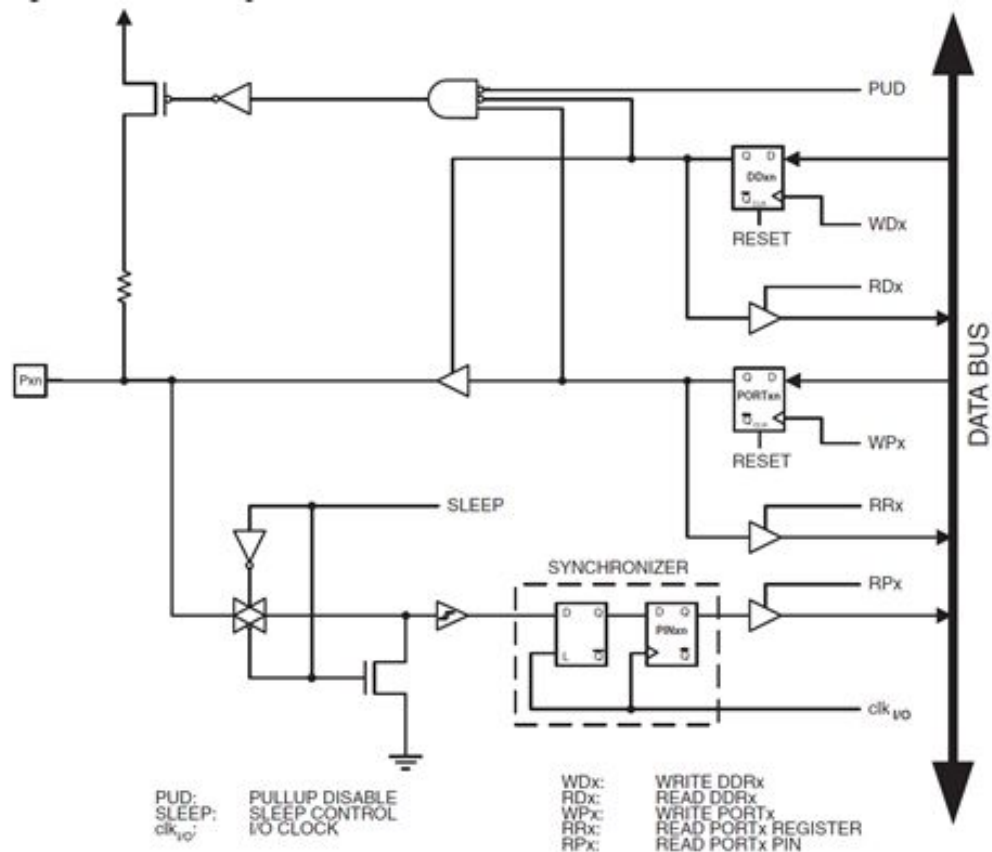 PUD
Q D
DDxn
Q CLR
WDx
RESET
RDx
DATA BUS
Pxn
Q D
PORTxn
Q CLR
WPx
RESET
SLEEP
RRx
SYNCHRONIZER
RPx
D Q
D Q
PINxn
L Q
Q
clk I/O
PUD: PULLUP DISABLE
SLEEP: SLEEP CONTROL
clk I/O: I/O CLOCK
WDx: WRITE DDRx
RDx: READ DDRx
WPx: WRITE PORTx
RRx: READ PORTx REGISTER
RPx: READ PORTx PIN